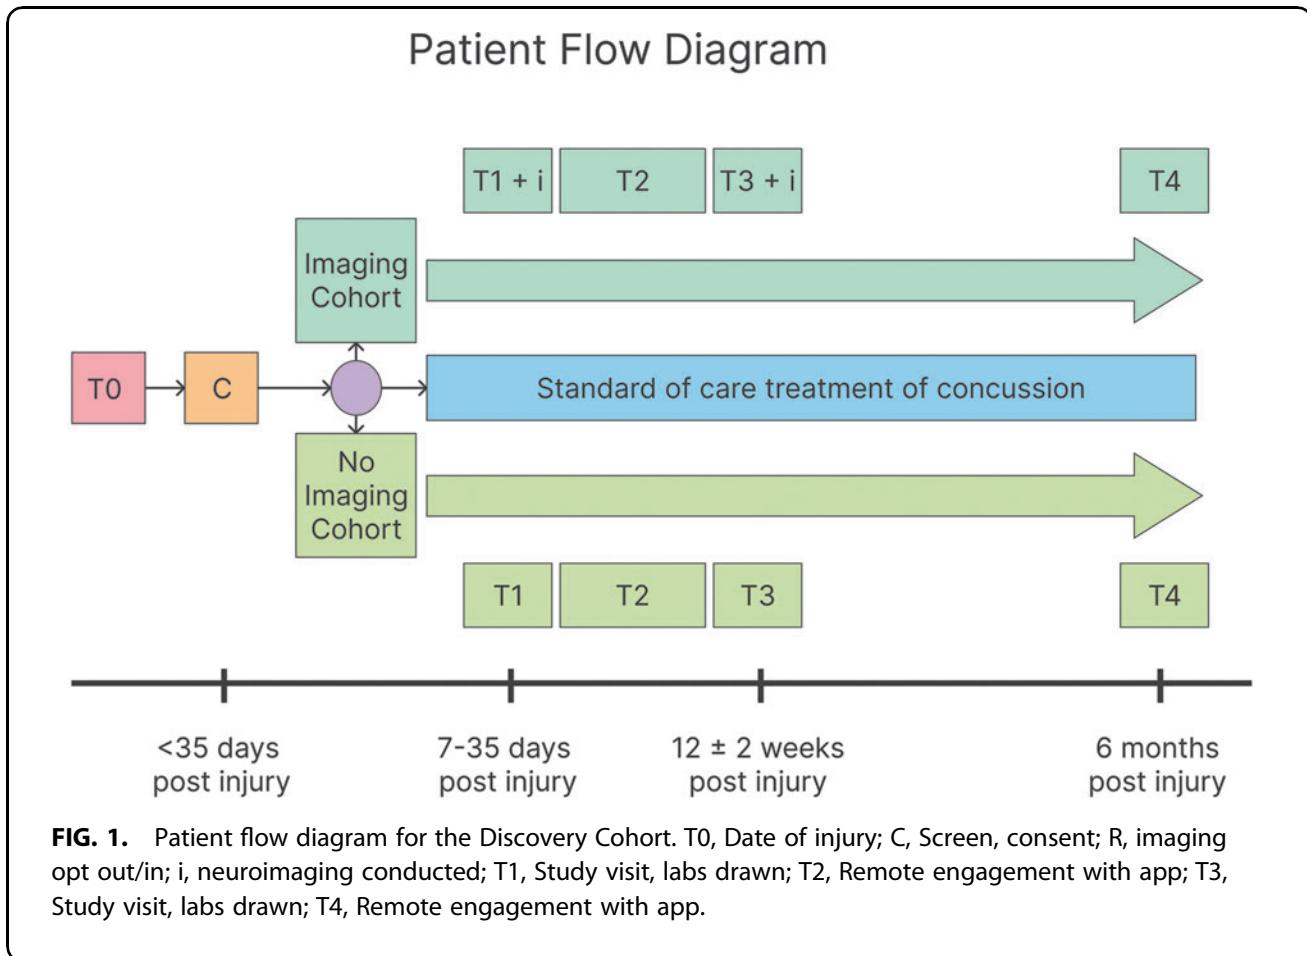 Patient Flow Diagram
T1 + i
T2
T3 + i
T4
Imaging
Cohort
T0
C
Standard of care treatment of concussion
No
Imaging
Cohort
T1
T2
T3
T4
<35 days
post injury
7-35 days
post injury
12 ± 2 weeks
post injury
6 months
post injury
FIG. 1. Patient flow diagram for the Discovery Cohort. T0, Date of injury; C, Screen, consent; R, imaging
opt out/in; i, neuroimaging conducted; T1, Study visit, labs drawn; T2, Remote engagement with app; T3,
Study visit, labs drawn; T4, Remote engagement with app.